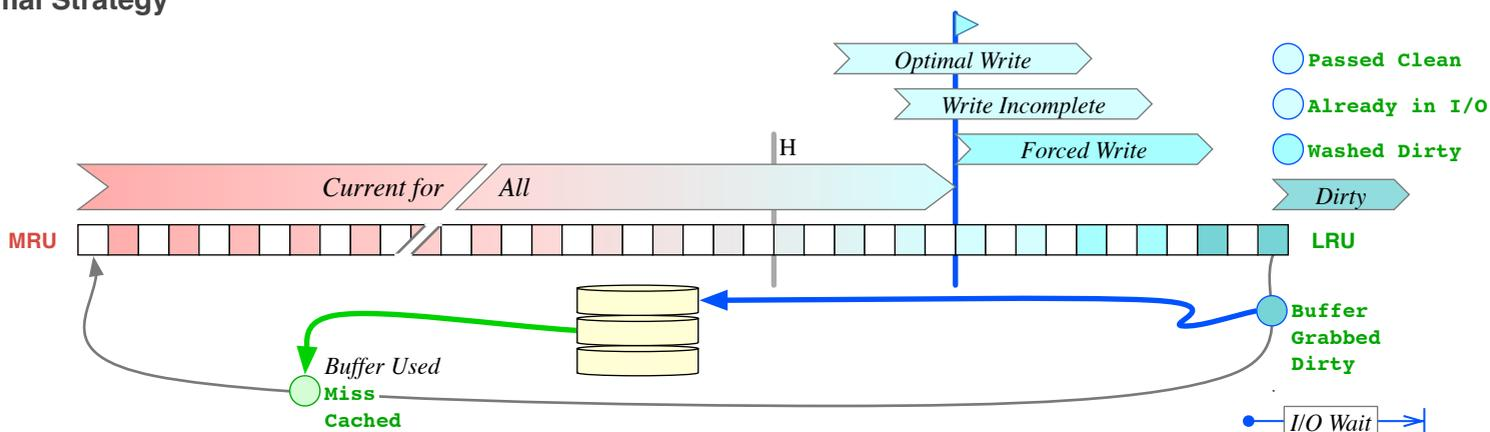 Strategy
Optimal Write
Passed Clean
Write Incomplete
Already in I/O
H
Forced Write
Washed Dirty
Current for All
Dirty
MRU
LRU
Buffer
Grabbed
Dirty
Buffer Used
Miss
Cached
I/O Wait